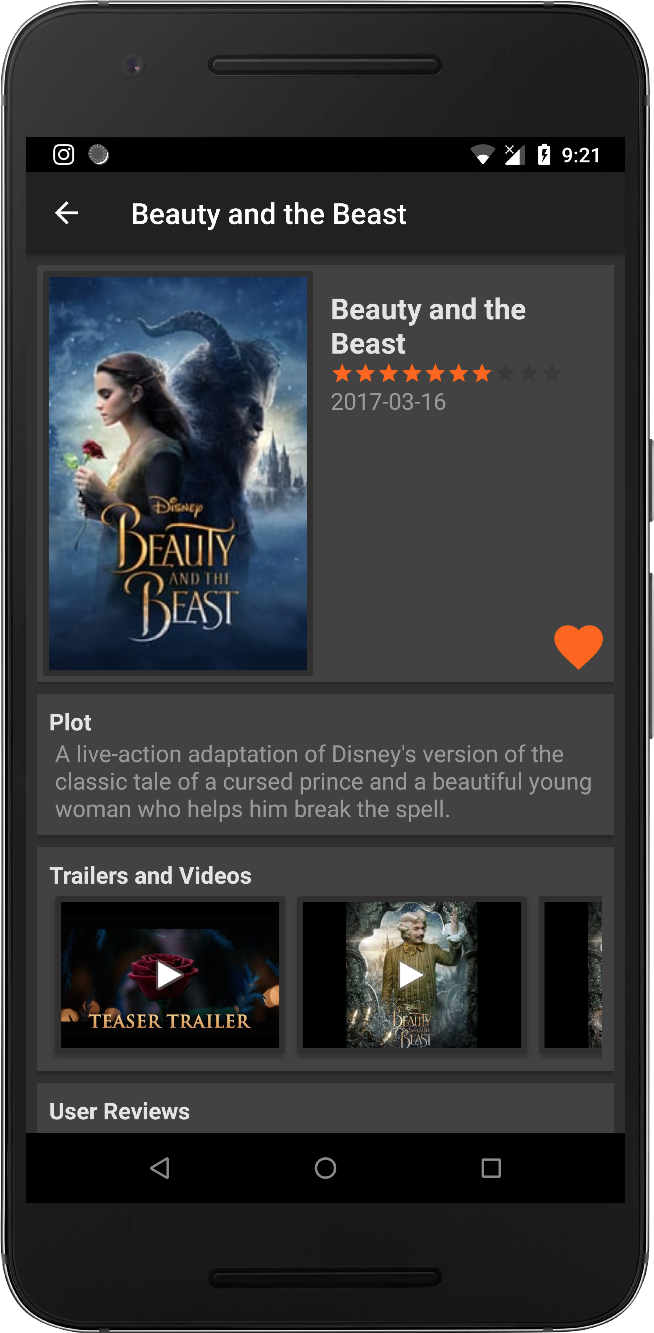 9:21
Beauty and the Beast
Beauty and the
Beast
2017-03-16
Disney
BEAUTY
AND THE
BEAST
Plot
A live-action adaptation of Disney's version of the
classic tale of a cursed prince and a beautiful young
woman who helps him break the spell.
Trailers and Videos
TEASER TRAILER
BEAUTY
BEAST
User Reviews